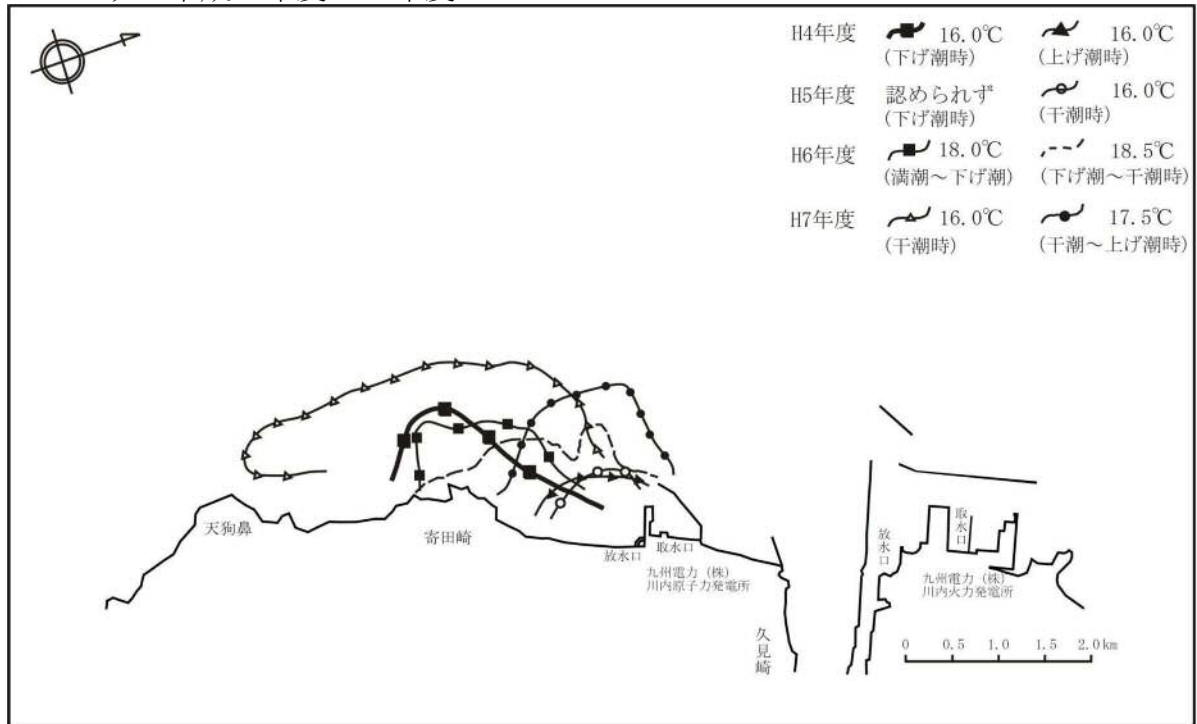 H4年度 16.0℃ 16.0℃
(下げ潮時) (上げ潮時)
H5年度 認められず 16.0℃
(下げ潮時) (干潮時)
H6年度 18.0℃ 18.5℃
(満潮～下げ潮) (下げ潮～干潮時)
H7年度 16.0℃ 17.5℃
(干潮時) (干潮～上げ潮時)
天狗鼻
寄田崎
放水口
取水口
九州電力（株）
川内原子力発電所
久見崎
放水口
取水口
九州電力（株）
川内火力発電所
0 0.5 1.0 1.5 2.0km